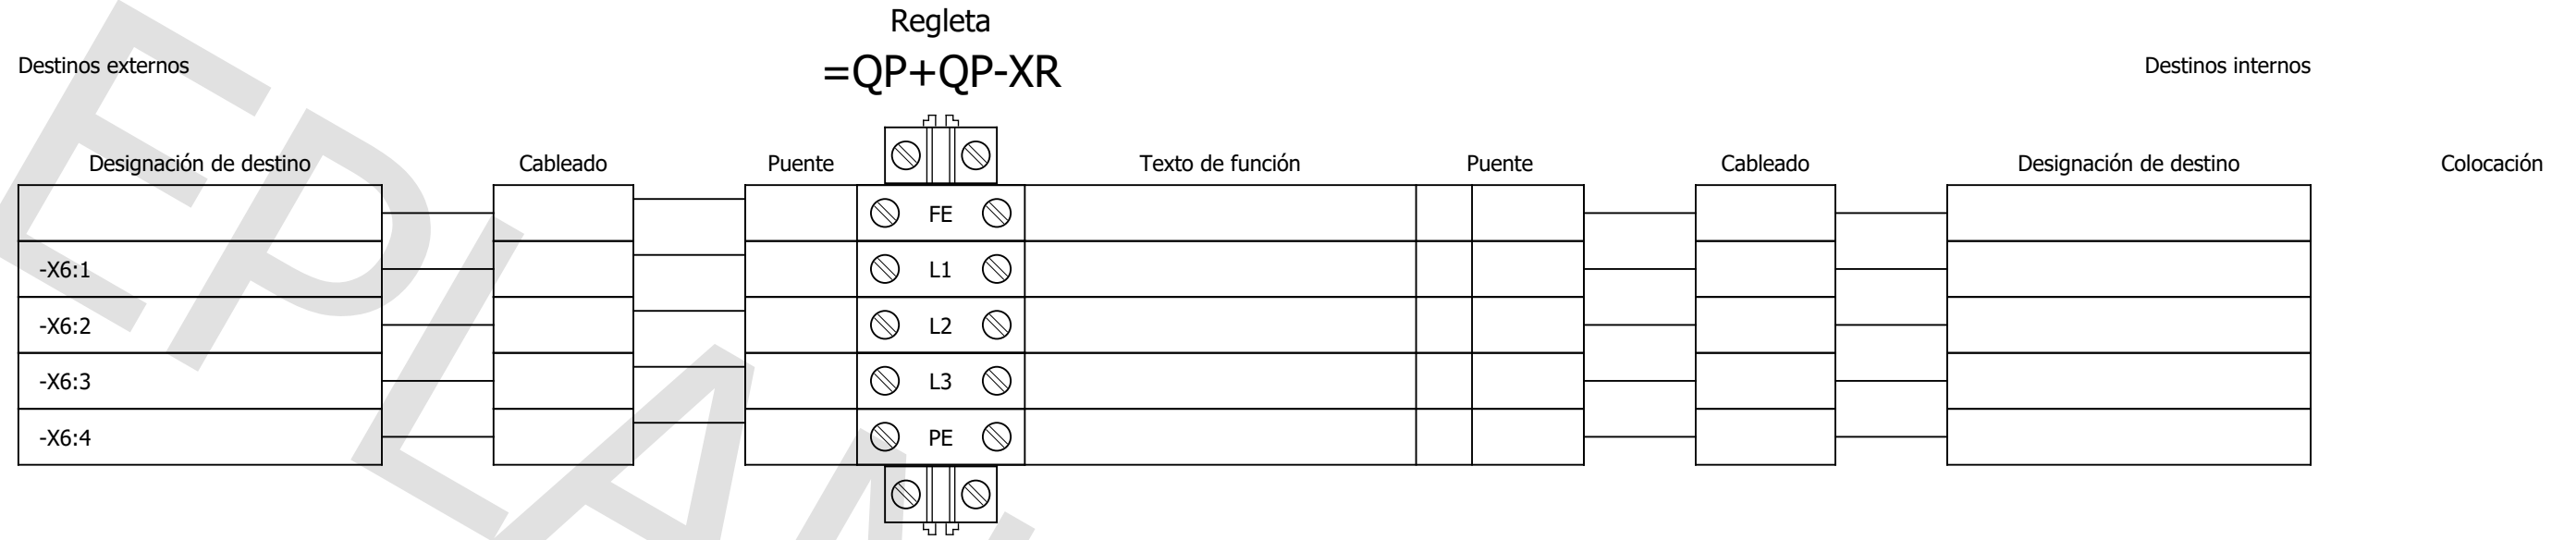 Regleta
=QP+QP-XR
Destinos externos
Destinos internos
Designación de destino Cableado Puente Texto de función Puente Cableado Designación de destino Colocación
FE
-X6:1 L1
-X6:2 L2
-X6:3 L3
-X6:4 PE
EPLAN